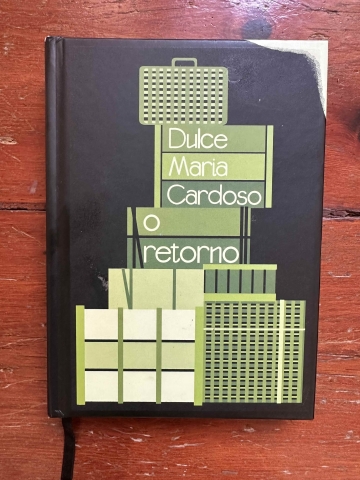 Dulce
Maria
Cardoso
o
retorno